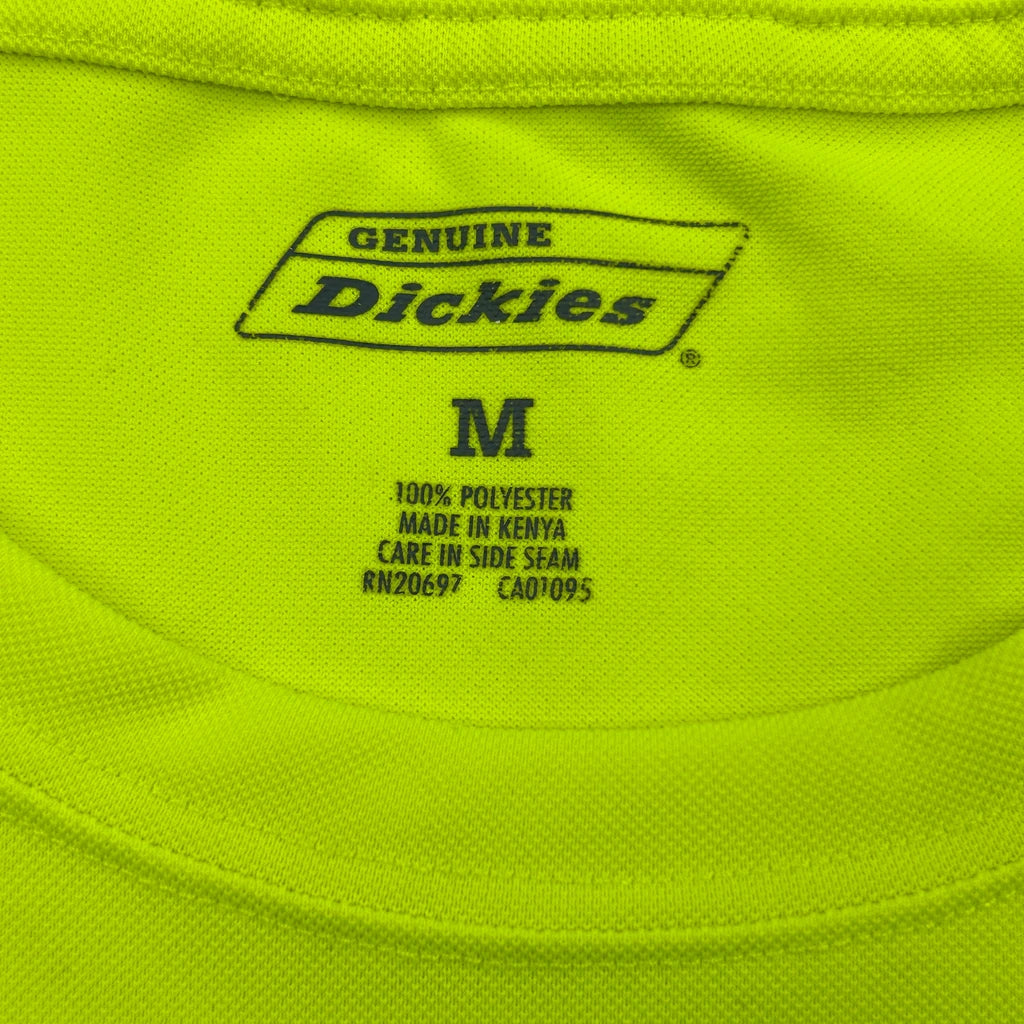 GENUINE
Dickies
®
M
100% POLYESTER
MADE IN KENYA
CARE IN SIDE SEAM
RN20697 CA01095